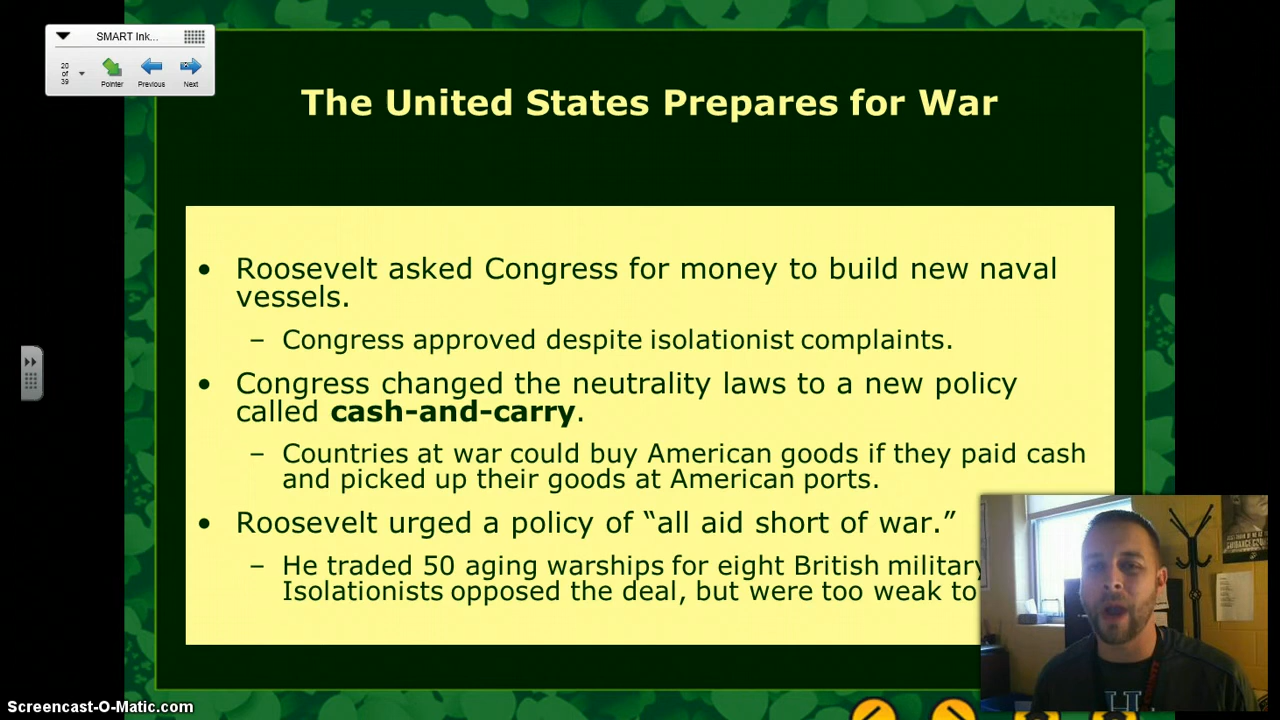 SMART Ink...
20
of
39
Pointer
Previous
Next
The United States Prepares for War
• Roosevelt asked Congress for money to build new naval
vessels.
– Congress approved despite isolationist complaints.
• Congress changed the neutrality laws to a new policy
called cash-and-carry.
– Countries at war could buy American goods if they paid cash
and picked up their goods at American ports.
• Roosevelt urged a policy of “all aid short of war.”
– He traded 50 aging warships for eight British military
Isolationists opposed the deal, but were too weak to
Screencast-O-Matic.com